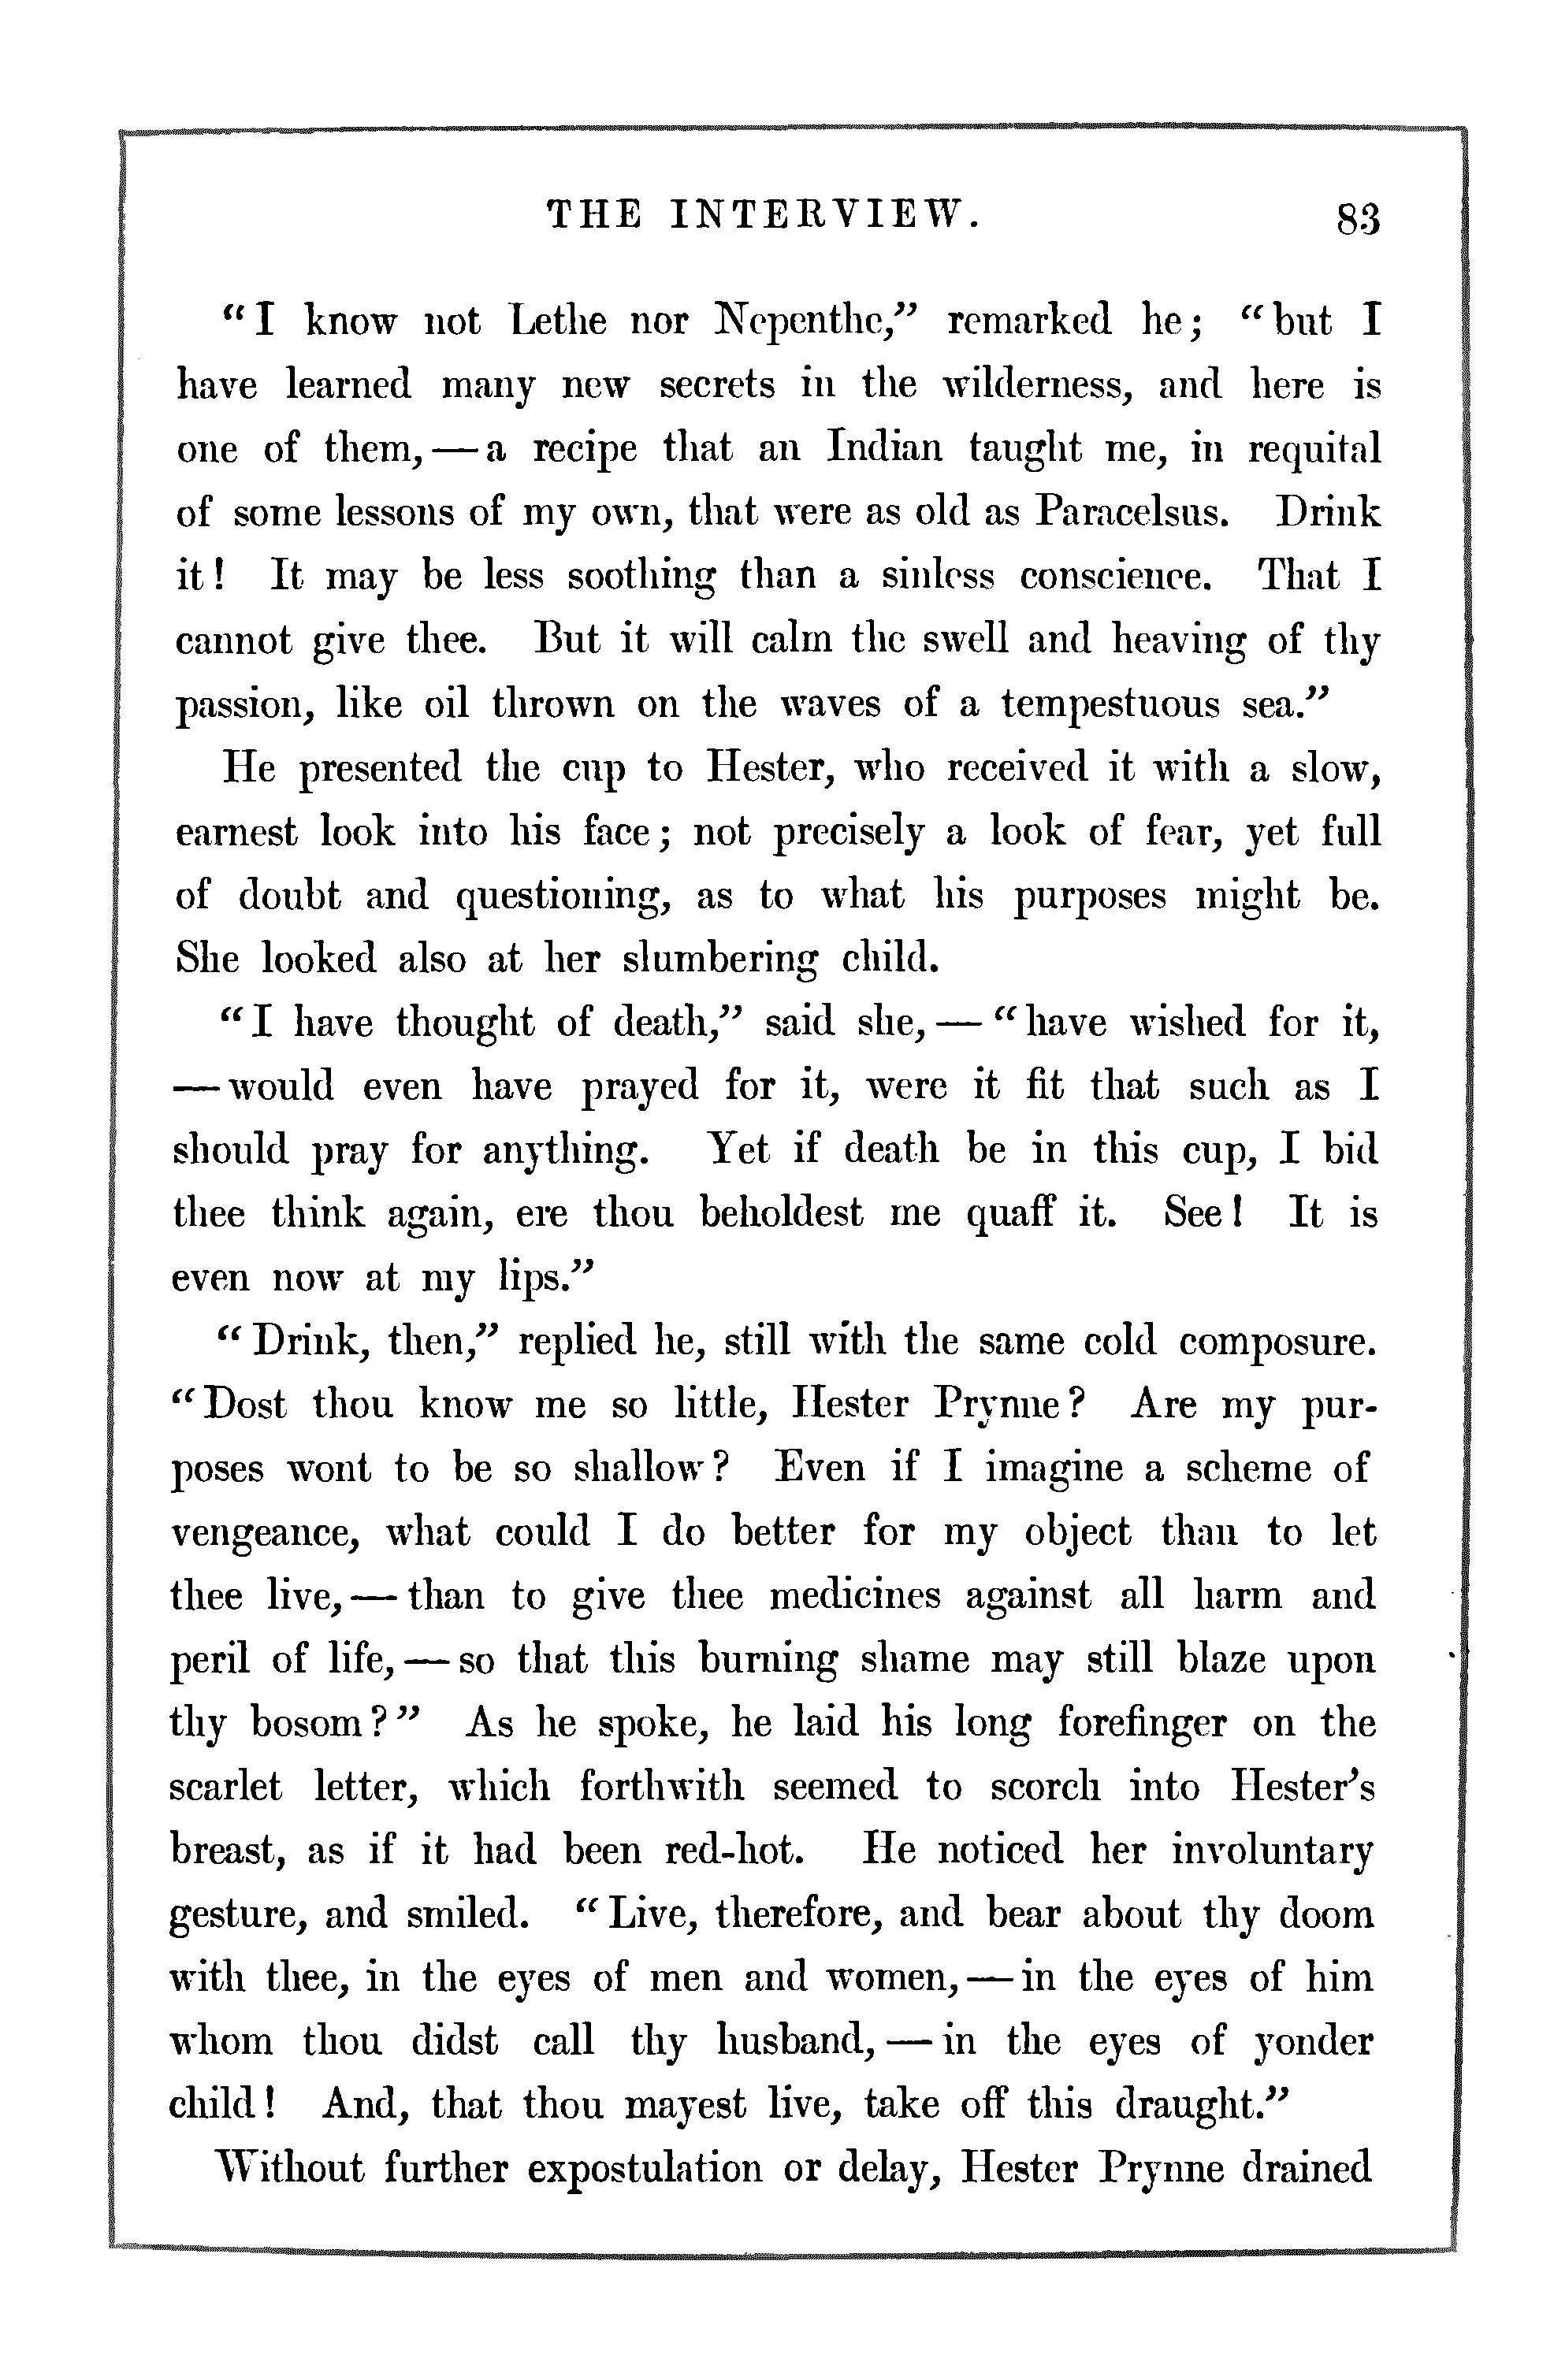 THE INTERVIEW. 83
“I know not Lethe nor Nepenthe,” remarked he; “but I
have learned many new secrets in the wilderness, and here is
one of them,—a recipe that an Indian taught me, in requital
of some lessons of my own, that were as old as Paracelsus. Drink
it! It may be less soothing than a sinless conscience. That I
cannot give thee. But it will calm the swell and heaving of thy
passion, like oil thrown on the waves of a tempestuous sea.”
He presented the cup to Hester, who received it with a slow,
earnest look into his face; not precisely a look of fear, yet full
of doubt and questioning, as to what his purposes might be.
She looked also at her slumbering child.
“I have thought of death,” said she,—“have wished for it,
—would even have prayed for it, were it fit that such as I
should pray for anything. Yet if death be in this cup, I bid
thee think again, ere thou beholdest me quaff it. See! It is
even now at my lips.”
“Drink, then,” replied he, still with the same cold composure.
“Dost thou know me so little, Hester Prynne? Are my pur-
poses wont to be so shallow? Even if I imagine a scheme of
vengeance, what could I do better for my object than to let
thee live,—than to give thee medicines against all harm and
peril of life,—so that this burning shame may still blaze upon
thy bosom?” As he spoke, he laid his long forefinger on the
scarlet letter, which forthwith seemed to scorch into Hester’s
breast, as if it had been red-hot. He noticed her involuntary
gesture, and smiled. “Live, therefore, and bear about thy doom
with thee, in the eyes of men and women,—in the eyes of him
whom thou didst call thy husband,—in the eyes of yonder
child! And, that thou mayest live, take off this draught.”
Without further expostulation or delay, Hester Prynne drained